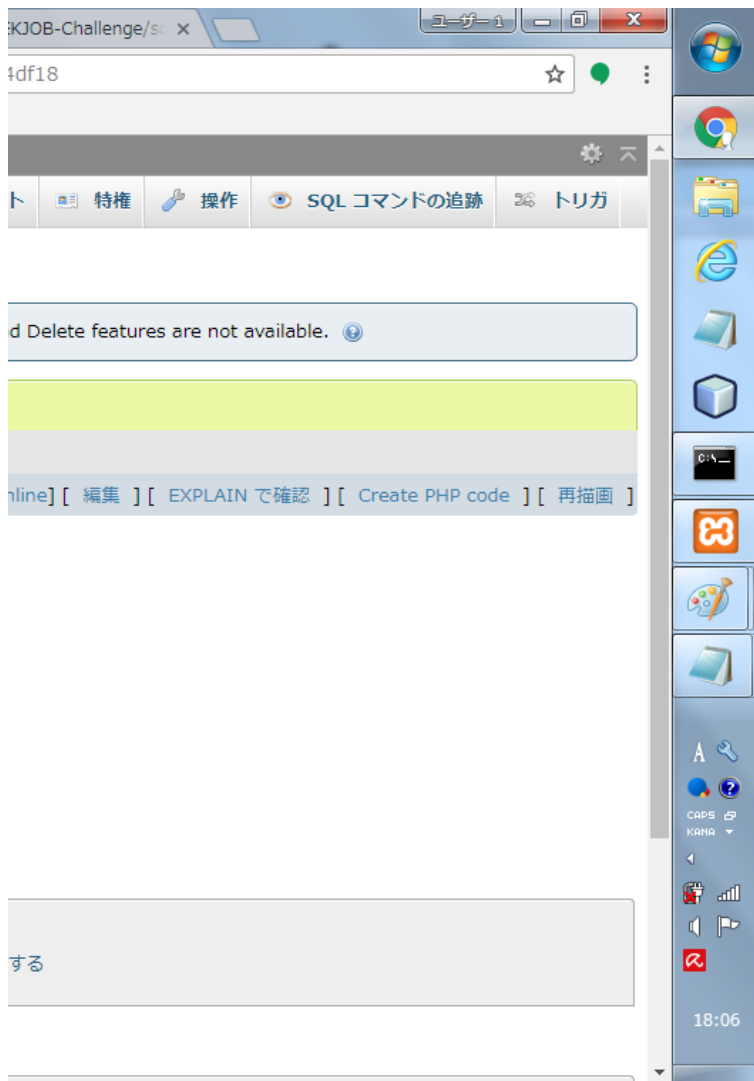 EKJOB-Challenge/sc
ユーザー 1
4df18
ト 特権 操作 SQL コマンドの追跡 トリガ
d Delete features are not available.
nline] [ 編集 ] [ EXPLAIN で確認 ] [ Create PHP code ] [ 再描画 ]
する
C:\_
A
CAPS
KANA
18:06